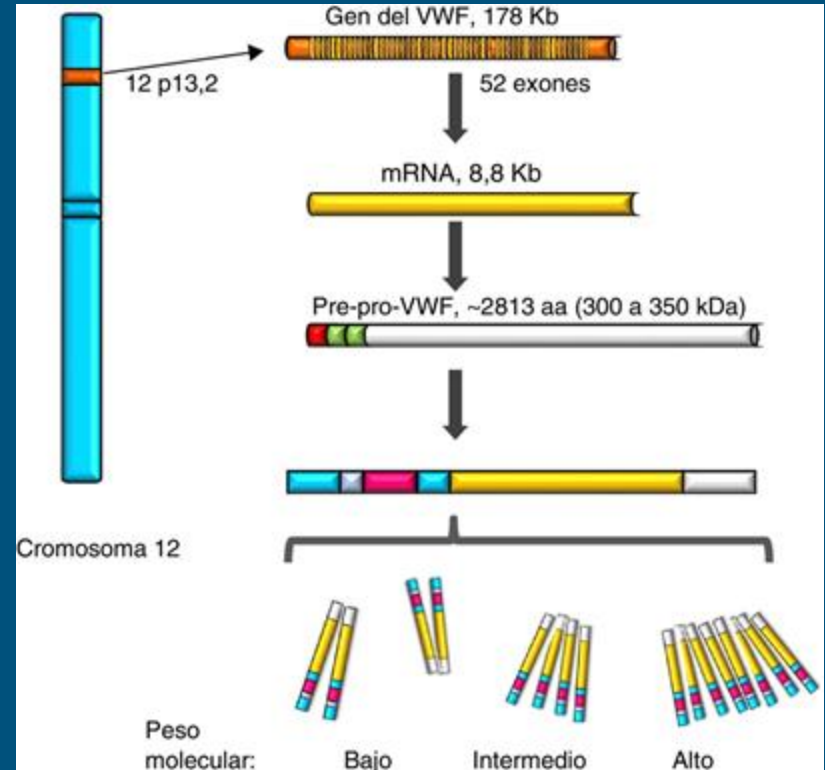 Gen del VWF, 178 Kb
12 p13,2
52 exones
mRNA, 8,8 Kb
Pre-pro-VWF, ~2813 aa (300 a 350 kDa)
Cromosoma 12
Peso
molecular: Bajo Intermedio Alto